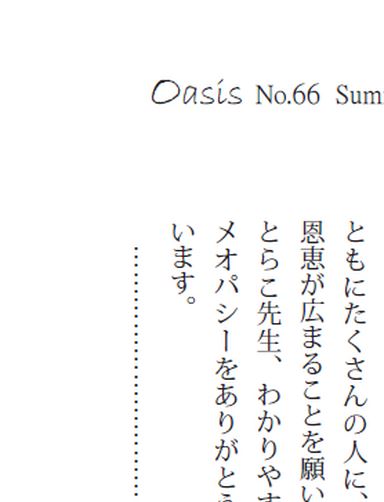 Oasis No.66 Sum
ともにたくさんの人に、
恩恵が広まることを願い
とらこ先生、わかりやす
メオパシーをありがとう
います。